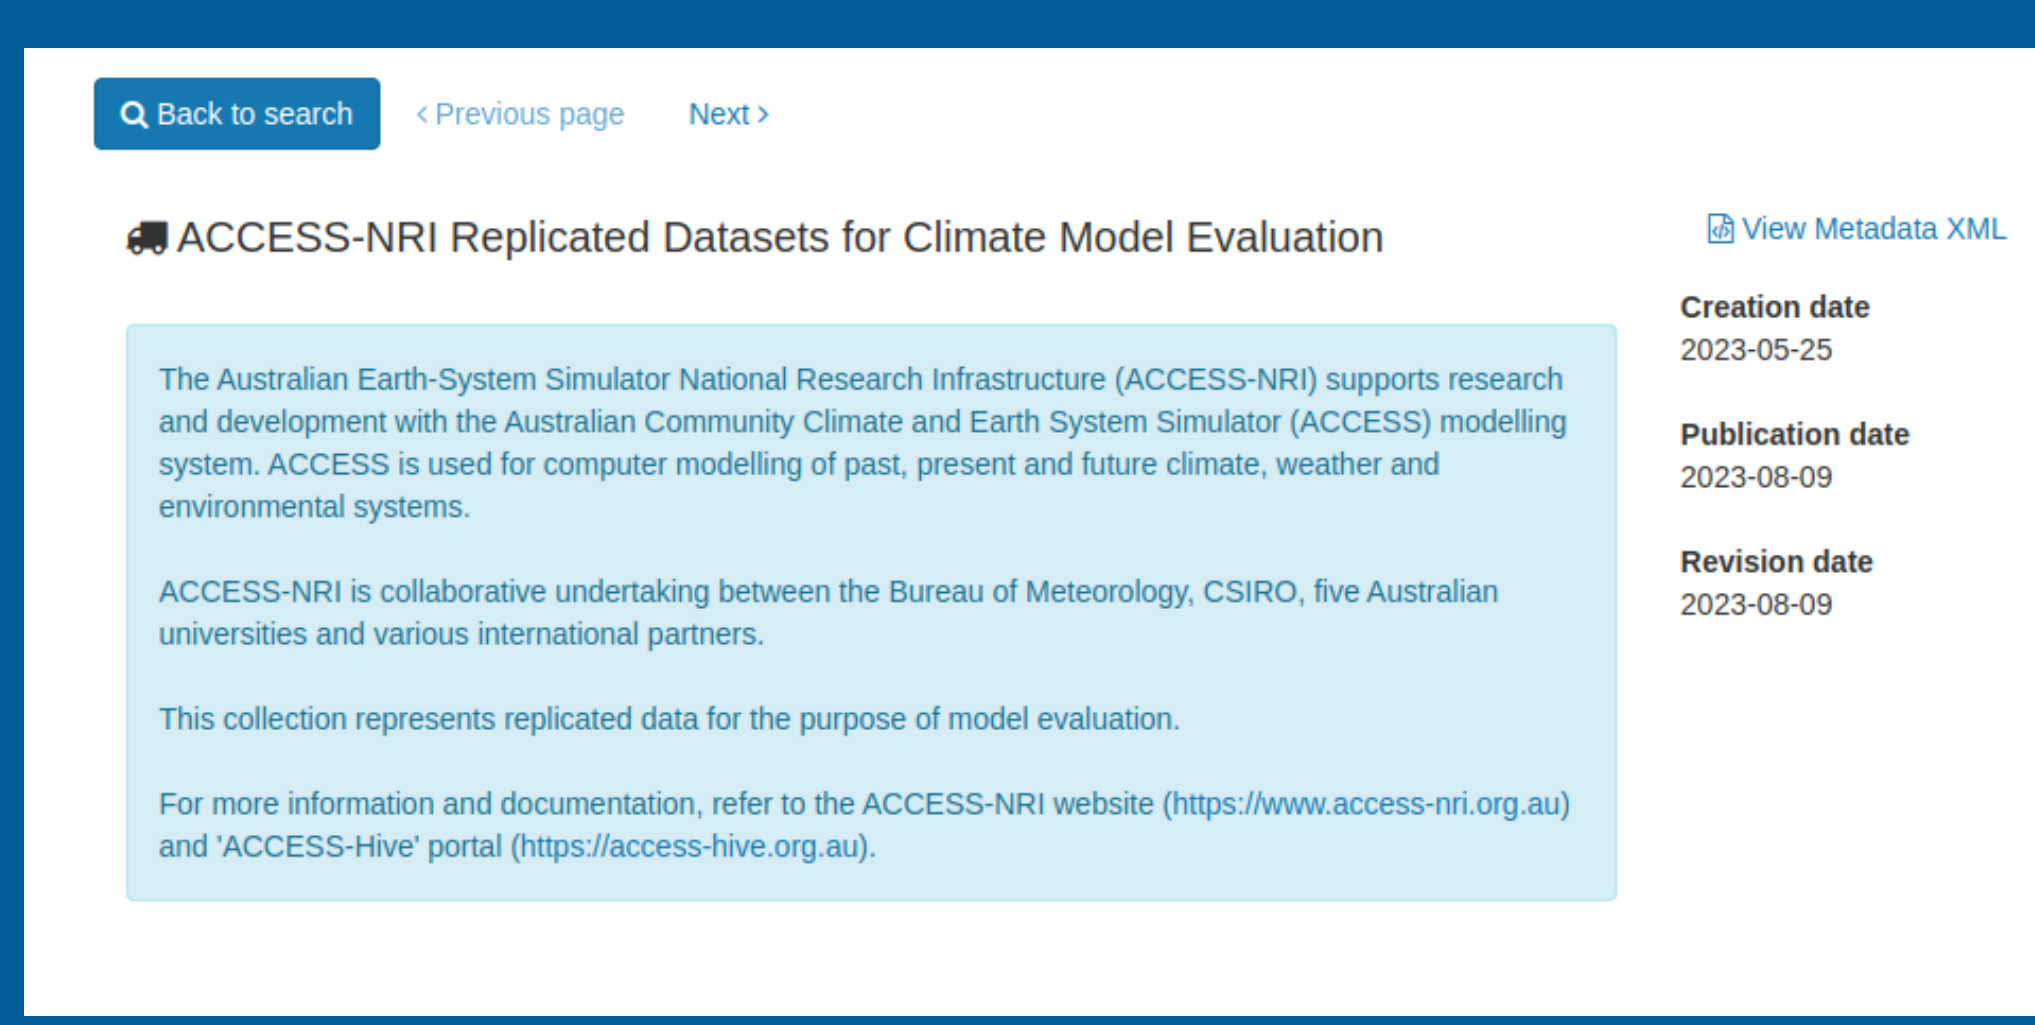 Back to search
< Previous page
Next >
ACCESS-NRI Replicated Datasets for Climate Model Evaluation
The Australian Earth-System Simulator National Research Infrastructure (ACCESS-NRI) supports research
and development with the Australian Community Climate and Earth System Simulator (ACCESS) modelling
system. ACCESS is used for computer modelling of past, present and future climate, weather and
environmental systems.
ACCESS-NRI is collaborative undertaking between the Bureau of Meteorology, CSIRO, five Australian
universities and various international partners.
This collection represents replicated data for the purpose of model evaluation.
For more information and documentation, refer to the ACCESS-NRI website (https://www.access-nri.org.au)
and 'ACCESS-Hive' portal (https://access-hive.org.au).
View Metadata XML
Creation date
2023-05-25
Publication date
2023-08-09
Revision date
2023-08-09